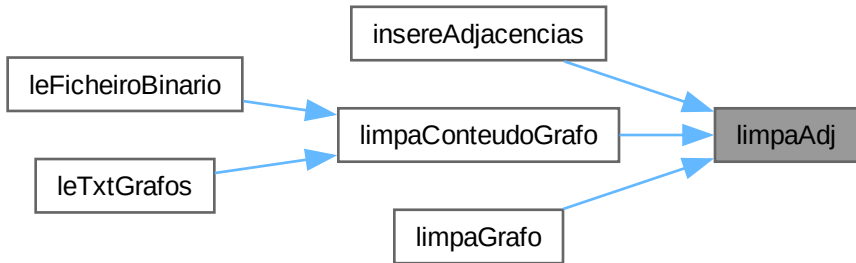 insereAdjacencias
leFicheiroBinario
limpaConteudoGrafo
limpaAdj
leTxtGrafos
limpaGrafo